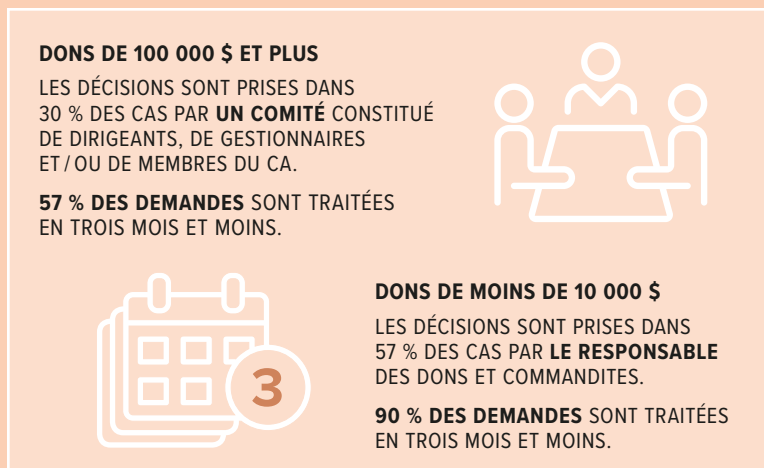 DONS DE 100 000 $ ET PLUS
LES DÉCISIONS SONT PRISES DANS
30 % DES CAS PAR UN COMITÉ CONSTITUÉ
DE DIRIGEANTS, DE GESTIONNAIRES
ET / OU DE MEMBRES DU CA.
57 % DES DEMANDES SONT TRAITÉES
EN TROIS MOIS ET MOINS.
3
DONS DE MOINS DE 10 000 $
LES DÉCISIONS SONT PRISES DANS
57 % DES CAS PAR LE RESPONSABLE
DES DONS ET COMMANDITES.
90 % DES DEMANDES SONT TRAITÉES
EN TROIS MOIS ET MOINS.